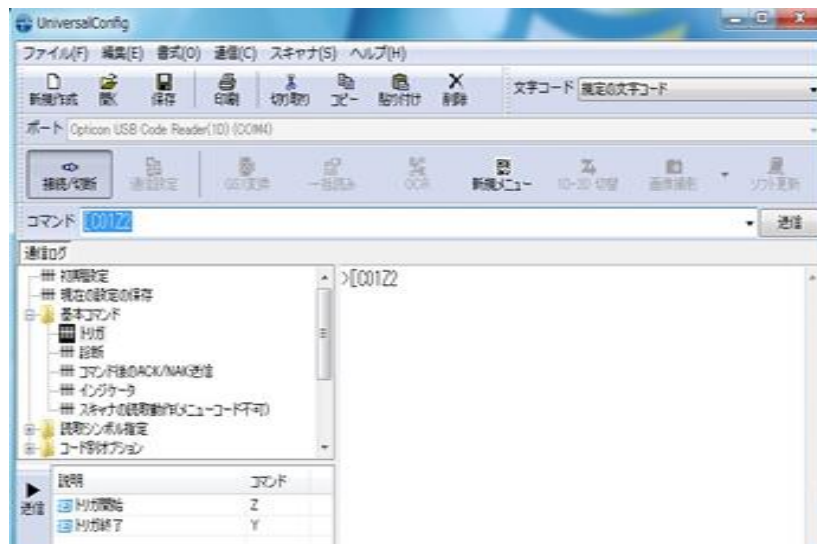 UniversalConfig
ファイル(F) 編集(E) 書式(O) 通信(C) スキャナ(S) ヘルプ(H)
新規作成 開く 保存 印刷 切り取り コピー 貼り付け 削除 文字コード 規定の文字コード
ポート Opticon USB Code Reader(1D) (COM4)
接続/切断 通信設定 GS1変換 一括読み OCR 新規メニュー 1D-2D 切替 画像撮影 ソフト更新
コマンド [C01Z2 送信
通信ログ
初期設定
現在の設定の保存
基本コマンド
トリガ
診断
コマンド後のACK/NAK送信
インジケータ
スキャナの読取動作(メニューコード不可)
読取シンボル指定
コード別オプション
>[C01Z2
送信
説明 コマンド
トリガ開始 Z
トリガ終了 Y